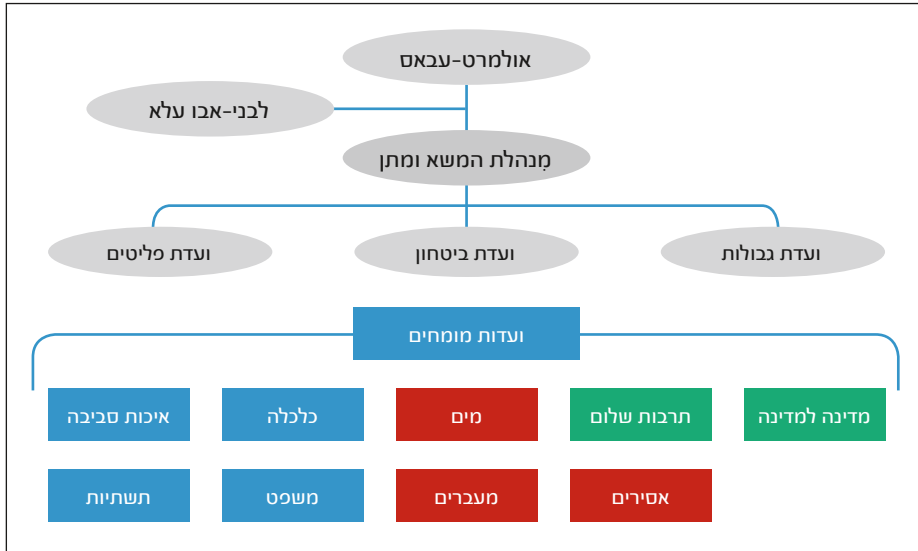 אולמרט-עבאס
לבני-אבו עלא
מִנהלת המשא ומתן
ועדת גבולות
ועדת ביטחון
ועדת פליטים
ועדות מומחים
מדינה למדינה
תרבות שלום
מים
כלכלה
איכות סביבה
אסירים
מעברים
משפט
תשתיות